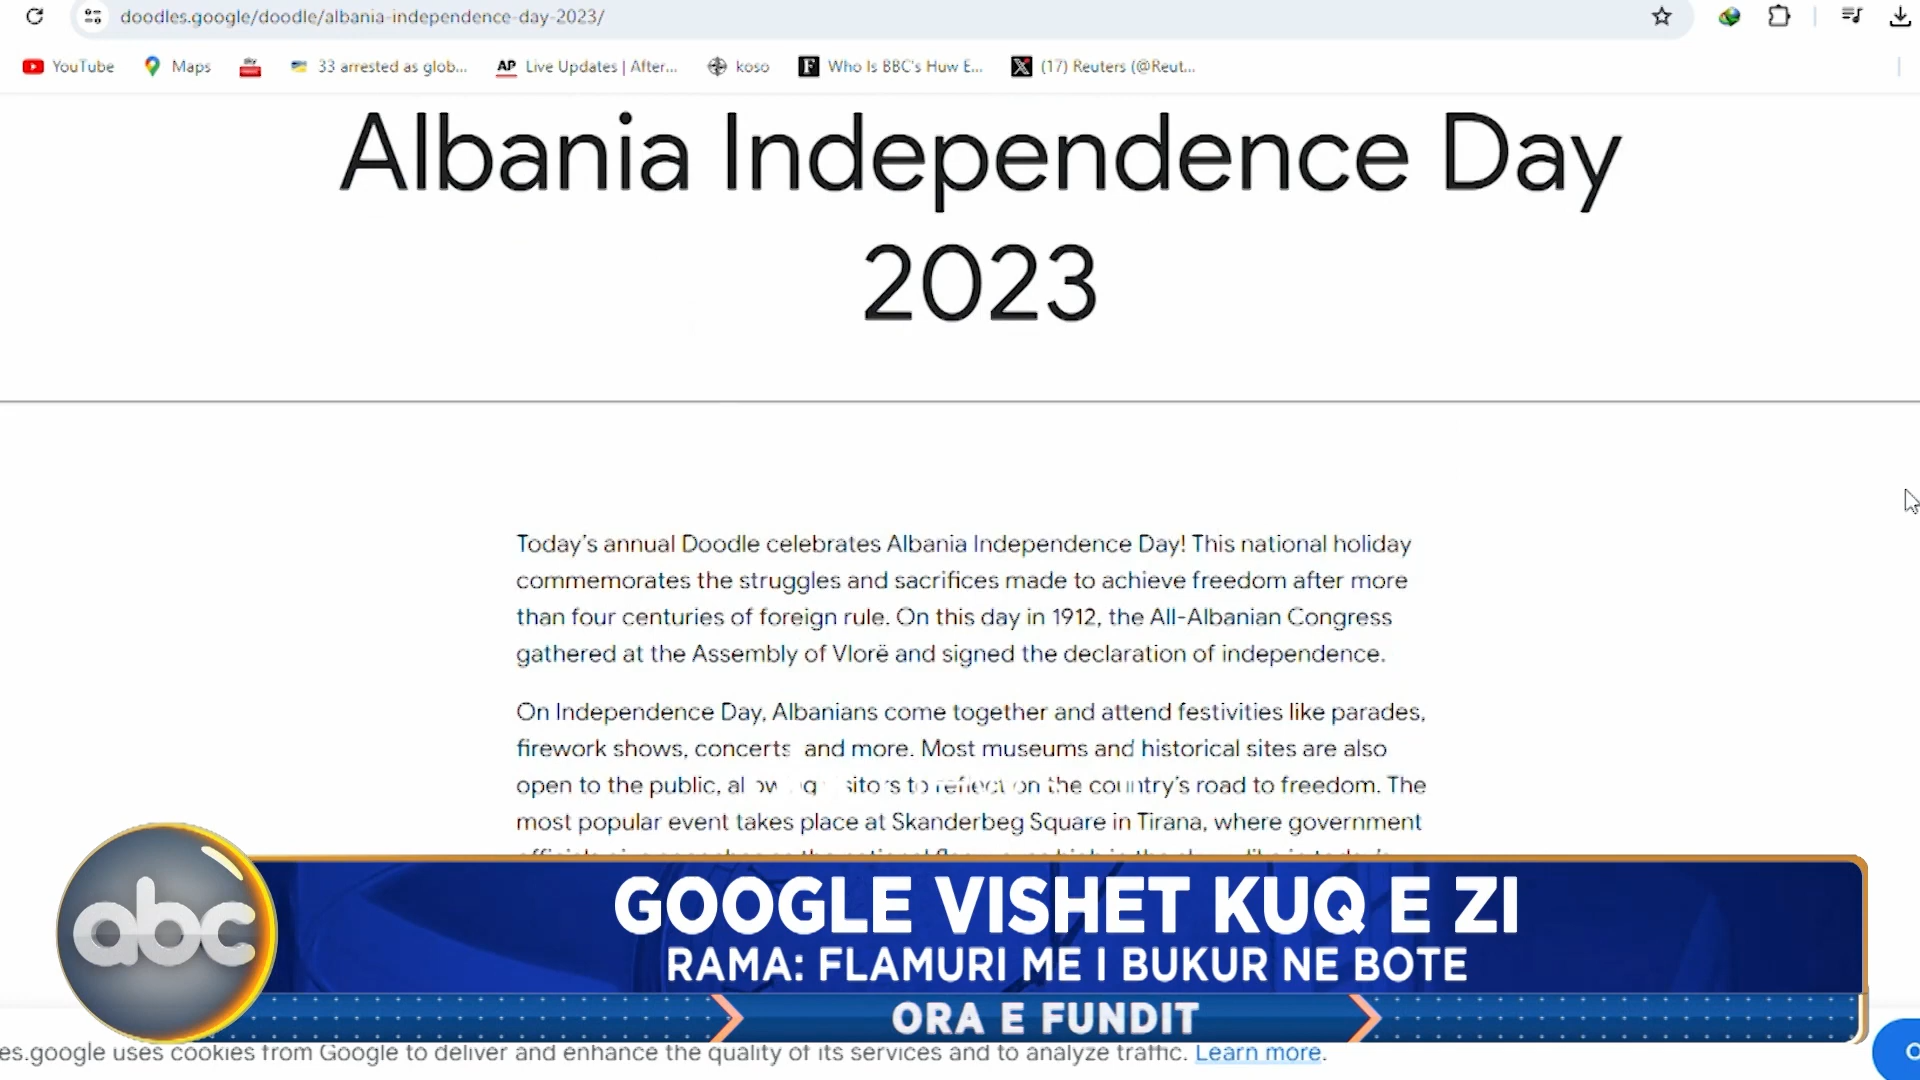 doodles.google/doodle/albania-independence-day-2023/
YouTube Maps 33 arrested as glob... AP Live Updates | After... koso F Who Is BBC's Huw E... X (17) Reuters (@Reut...
Albania Independence Day
2023
Today's annual Doodle celebrates Albania Independence Day! This national holiday
commemorates the struggles and sacrifices made to achieve freedom after more
than four centuries of foreign rule. On this day in 1912, the All-Albanian Congress
gathered at the Assembly of Vlorë and signed the declaration of independence.
On Independence Day, Albanians come together and attend festivities like parades,
firework shows, concerts and more. Most museums and historical sites are also
open to the public, to reflect on the country's road to freedom. The
most popular event takes place at Skanderbeg Square in Tirana, where government
abc
GOOGLE VISHET KUQ E ZI
RAMA: FLAMURI ME I BUKUR NE BOTE
ORA E FUNDIT
es.google uses cookies from Google to deliver and enhance the quality of its services and to analyze traffic. Learn more.